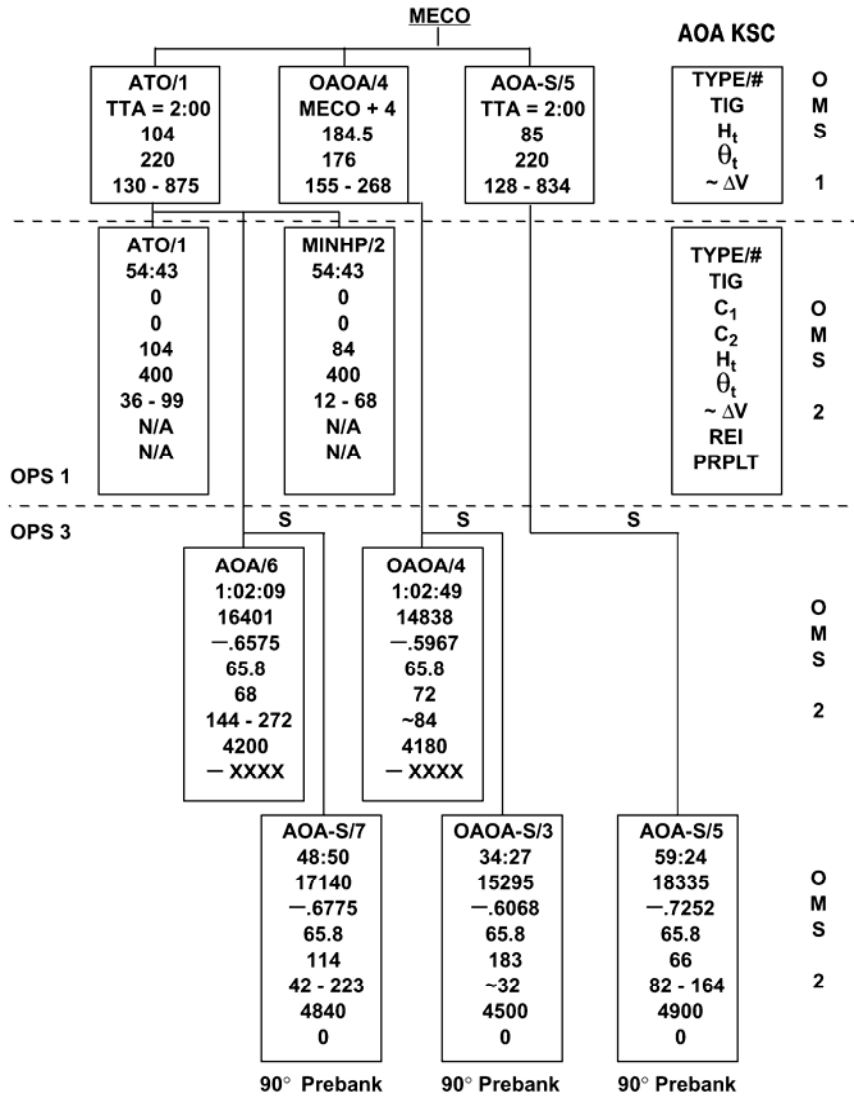 MECO
AOA KSC
ATO/1
TTA = 2:00
104
220
130 - 875
OAOA/4
MECO + 4
184.5
176
155 - 268
AOA-S/5
TTA = 2:00
85
220
128 - 834
TYPE/#
TIG
Hₜ
θₜ
~ ΔV
O
M
S
1
ATO/1
54:43
0
0
104
400
36 - 99
N/A
N/A
MINHP/2
54:43
0
0
84
400
12 - 68
N/A
N/A
TYPE/#
TIG
C₁
C₂
Hₜ
θₜ
~ ΔV
REI
PRPLT
O
M
S
2
OPS 1
OPS 3
S
S
S
AOA/6
1:02:09
16401
—.6575
65.8
68
144 - 272
4200
— XXXX
OAOA/4
1:02:49
14838
—.5967
65.8
72
~84
4180
— XXXX
O
M
S
2
AOA-S/7
48:50
17140
—.6775
65.8
114
42 - 223
4840
0
90° Prebank
OAOA-S/3
34:27
15295
—.6068
65.8
183
~32
4500
0
90° Prebank
AOA-S/5
59:24
18335
—.7252
65.8
66
82 - 164
4900
0
90° Prebank
O
M
S
2